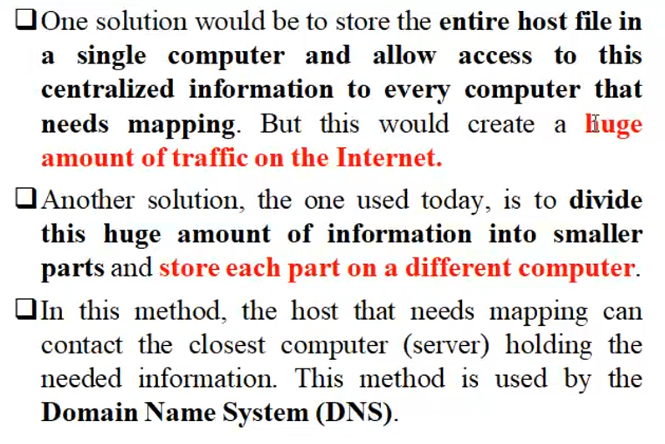 ❑One solution would be to store the entire host file in
a single computer and allow access to this
centralized information to every computer that
needs mapping. But this would create a huge
amount of traffic on the Internet.
❑Another solution, the one used today, is to divide
this huge amount of information into smaller
parts and store each part on a different computer.
❑In this method, the host that needs mapping can
contact the closest computer (server) holding the
needed information. This method is used by the
Domain Name System (DNS).